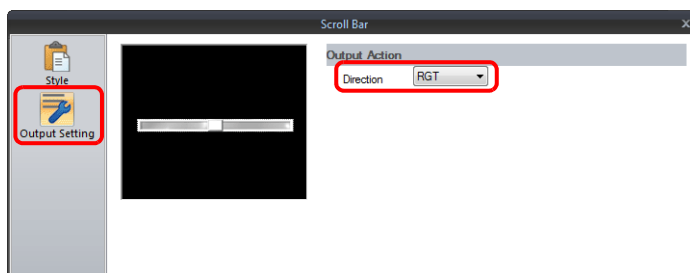 Scroll Bar
x
Style
Output Setting
Output Action
Direction RGT